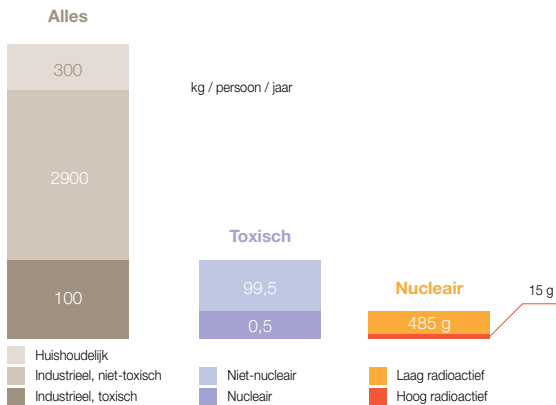 Alles
300
kg / persoon / jaar
2900
Toxisch
100
99,5
0,5
Nucleair
485 g
15 g
Huishoudelijk
Industrieel, niet-toxisch
Industrieel, toxisch
Niet-nucleair
Nucleair
Laag radioactief
Hoog radioactief